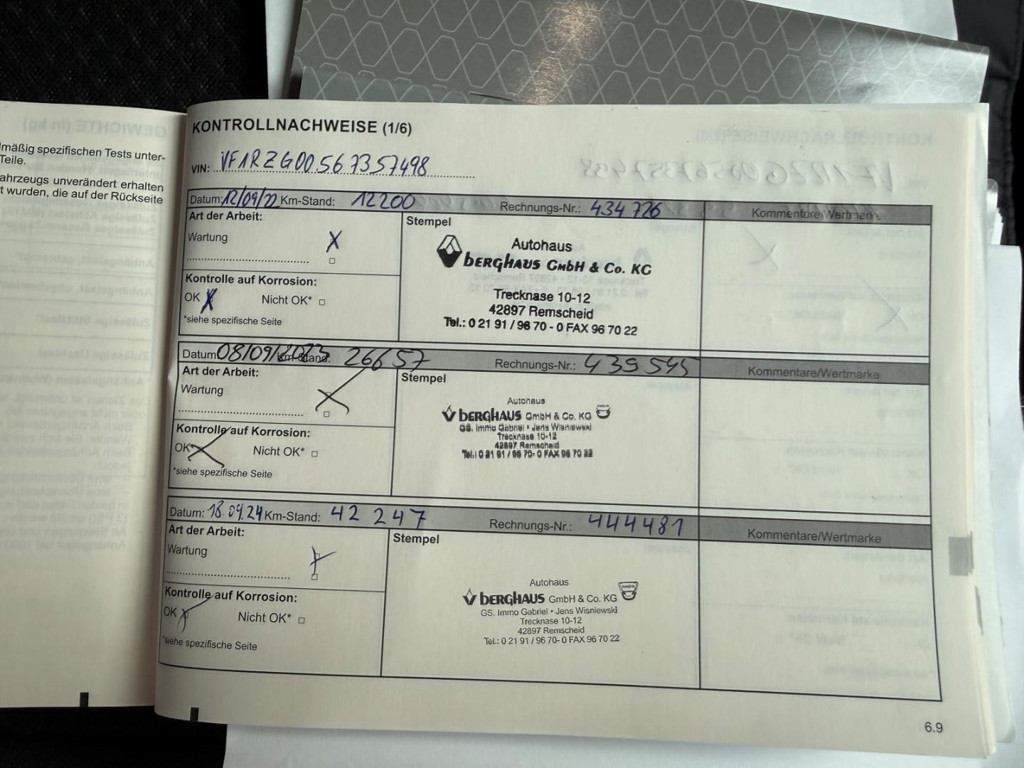 mäßig spezifischen Tests unter-
Teile.
ahrzeugs unverändert erhalten
t wurden, die auf der Rückseite
KONTROLLNACHWEISE (1/6)
VIN: VF1RZG00567357498
Datum: 12/09/22 Km-Stand: 12200 Rechnungs-Nr.: 434726 Kommentare/Wertmarke
Art der Arbeit:
Wartung X
Kontrolle auf Korrosion:
OK X Nicht OK*
*siehe spezifische Seite
Stempel
Autohaus
BERGHAUS GmbH & Co. KG
Trecknase 10-12
42897 Remscheid
Tel.: 0 21 91 / 96 70 - 0 FAX 96 70 22
Datum: 08/09/2023 Km-Stand: 26657 Rechnungs-Nr.: 439545 Kommentare/Wertmarke
Art der Arbeit:
Wartung X
Kontrolle auf Korrosion:
OK X Nicht OK*
*siehe spezifische Seite
Stempel
Autohaus
BERGHAUS GmbH & Co. KG
GS. Immo Gabriel • Jens Wisniewski
Trecknase 10-12
42897 Remscheid
Tel.: 0 21 91 / 96 70- 0 FAX 96 70 22
Datum: 18.09.24 Km-Stand: 42 247 Rechnungs-Nr.: 444481 Kommentare/Wertmarke
Art der Arbeit:
Wartung X
Kontrolle auf Korrosion:
OK X Nicht OK*
*siehe spezifische Seite
Stempel
Autohaus
BERGHAUS GmbH & Co. KG
GS. Immo Gabriel • Jens Wisniewski
Trecknase 10-12
42897 Remscheid
Tel.: 0 21 91 / 96 70- 0 FAX 96 70 22
6.9